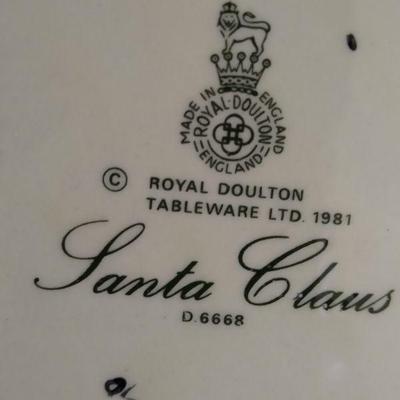 MADE IN ENGLAND
ROYAL·DOULTON
ENGLAND
© ROYAL DOULTON
TABLEWARE LTD. 1981
Santa Claus
D.6668